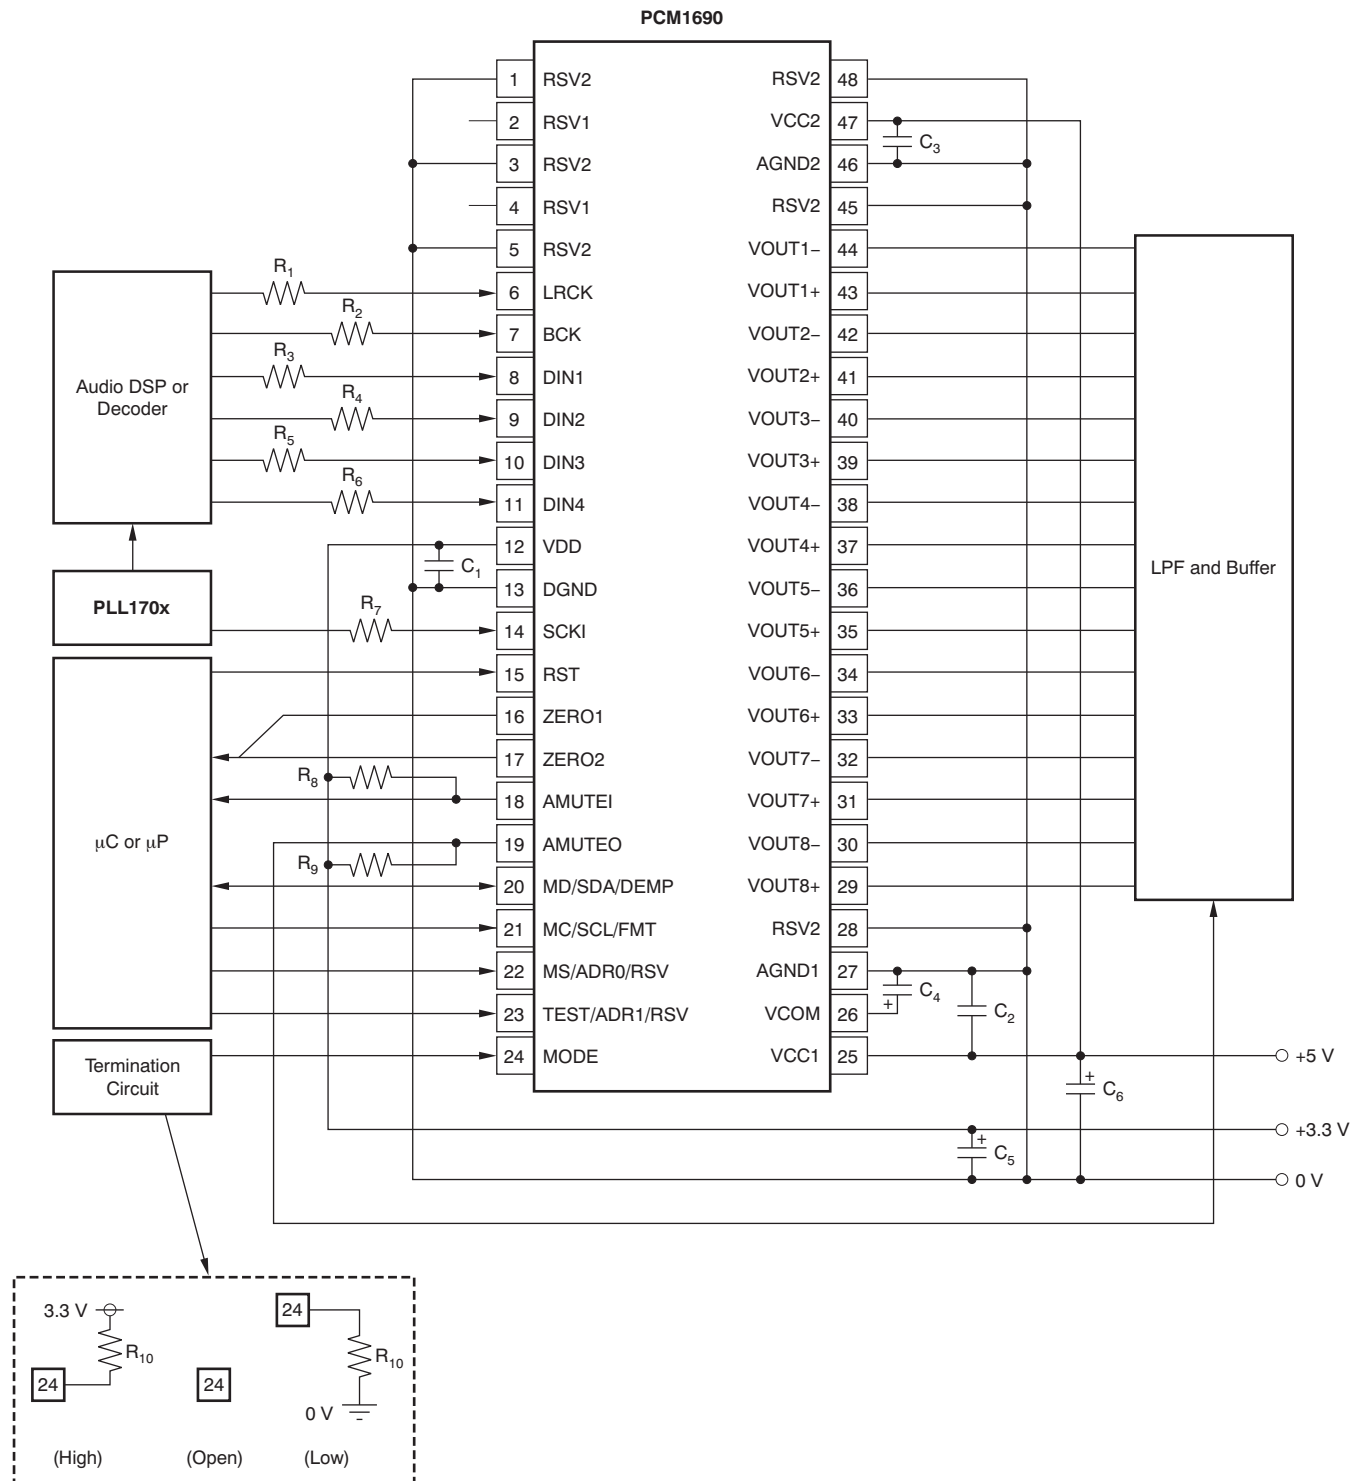 PCM1690
1 RSV2 RSV2 48
2 RSV1 VCC2 47
C3
3 RSV2 AGND2 46
4 RSV1 RSV2 45
5 RSV2 VOUT1− 44
R1
6 LRCK VOUT1+ 43
R2
7 BCK VOUT2− 42
R3
8 DIN1 VOUT2+ 41
Audio DSP or
Decoder
R4
9 DIN2 VOUT3− 40
R5
10 DIN3 VOUT3+ 39
R6
11 DIN4 VOUT4− 38
12 VDD VOUT4+ 37
C1
LPF and Buffer
13 DGND VOUT5− 36
PLL170x
R7
14 SCKI VOUT5+ 35
15 RST VOUT6− 34
16 ZERO1 VOUT6+ 33
17 ZERO2 VOUT7− 32
R8
18 AMUTEI VOUT7+ 31
μC or μP
19 AMUTEO VOUT8− 30
R9
20 MD/SDA/DEMP VOUT8+ 29
21 MC/SCL/FMT RSV2 28
22 MS/ADR0/RSV AGND1 27
C4
+
C2
23 TEST/ADR1/RSV VCOM 26
24 MODE VCC1 25
+5 V
Termination
Circuit
+
C6
+3.3 V
+
C5
0 V
3.3 V
R10
24
(High)
24
(Open)
24
R10
0 V
(Low)